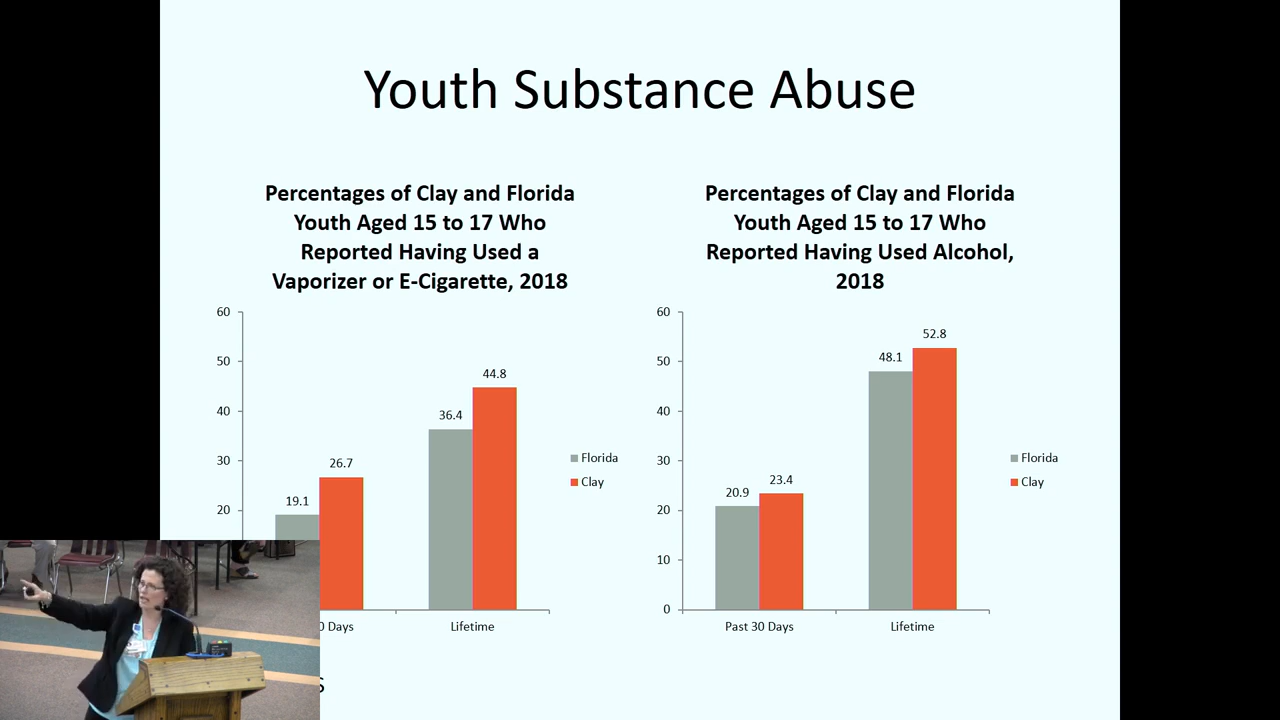 Youth Substance Abuse
Percentages of Clay and Florida
Youth Aged 15 to 17 Who
Reported Having Used a
Vaporizer or E-Cigarette, 2018
60
50
40
30
20
19.1
26.7
36.4
44.8
Florida
Clay
0 Days
Lifetime
Percentages of Clay and Florida
Youth Aged 15 to 17 Who
Reported Having Used Alcohol,
2018
60
50
40
30
20
10
0
20.9
23.4
48.1
52.8
Florida
Clay
Past 30 Days
Lifetime
S